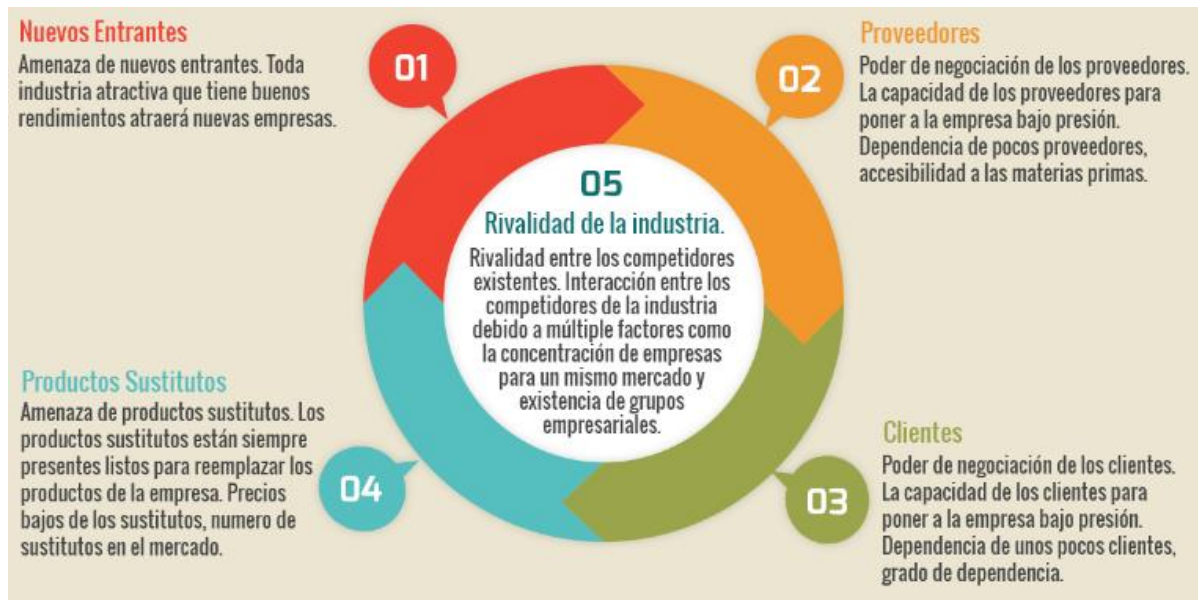 Nuevos Entrantes
Amenaza de nuevos entrantes. Toda
industria atractiva que tiene buenos
rendimientos atraerá nuevas empresas.
01
02
Proveedores
Poder de negociación de los proveedores.
La capacidad de los proveedores para
poner a la empresa bajo presión.
Dependencia de pocos proveedores,
accesibilidad a las materias primas.
05
Rivalidad de la industria.
Rivalidad entre los competidores
existentes. Interacción entre los
competidores de la industria
debido a múltiple factores como
la concentración de empresas
para un mismo mercado y
existencia de grupos
empresariales.
Productos Sustitutos
Amenaza de productos sustitutos. Los
productos sustitutos están siempre
presentes listos para reemplazar los
productos de la empresa. Precios
bajos de los sustitutos, numero de
sustitutos en el mercado.
04
03
Clientes
Poder de negociación de los clientes.
La capacidad de los clientes para
poner a la empresa bajo presión.
Dependencia de unos pocos clientes,
grado de dependencia.